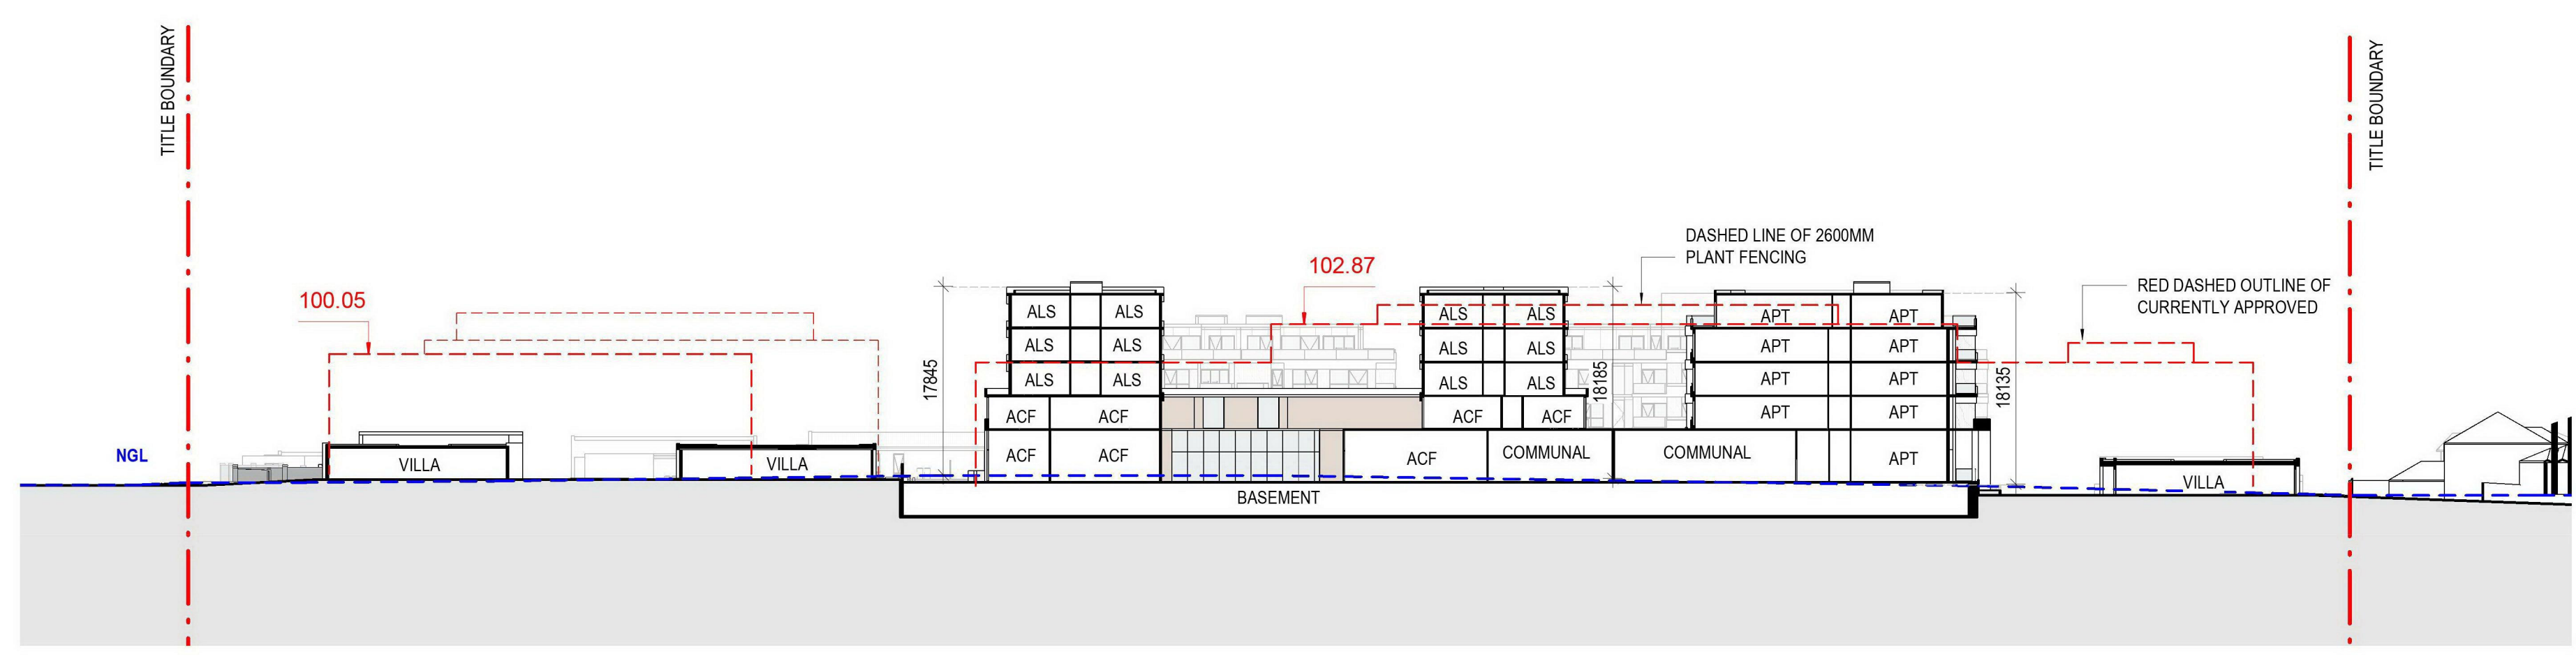 TITLE BOUNDARY
TITLE BOUNDARY
DASHED LINE OF 2600MM
PLANT FENCING
102.87
100.05
RED DASHED OUTLINE OF
CURRENTLY APPROVED
17845
18185
18135
ALS ALS ALS ALS APT APT
ALS ALS ALS ALS APT APT
ALS ALS ALS ALS APT APT
ACF ACF ACF ACF APT APT
NGL VILLA VILLA ACF ACF ACF COMMUNAL COMMUNAL APT
VILLA
BASEMENT